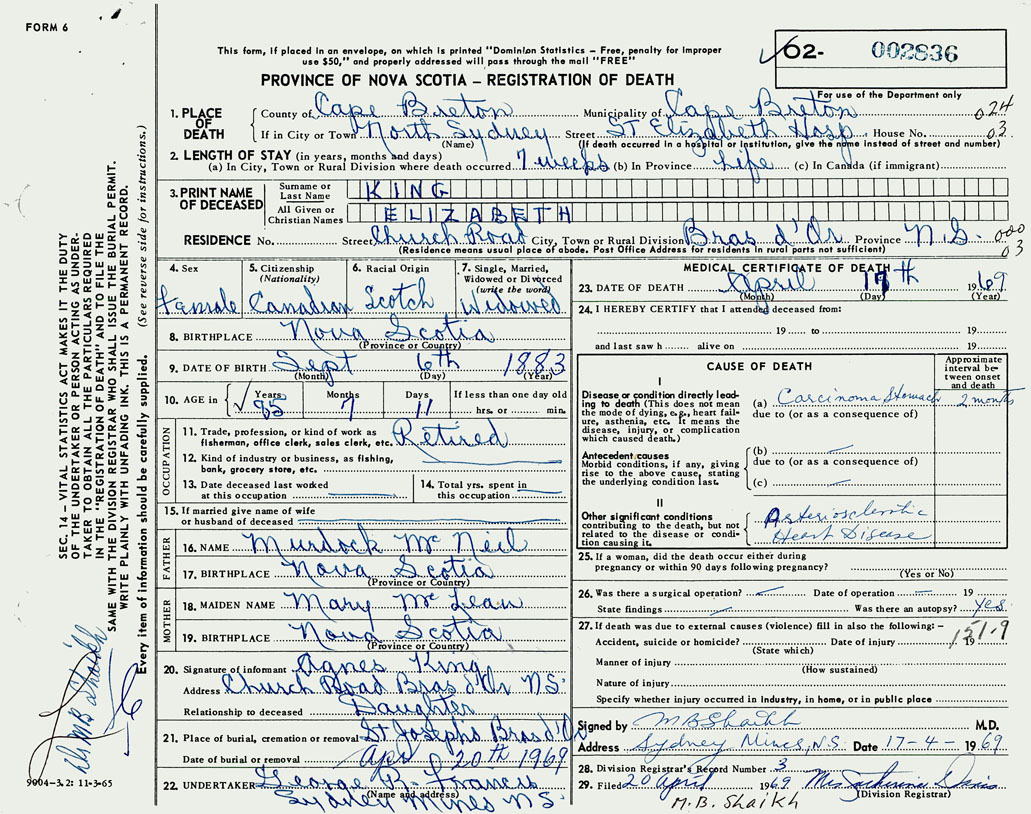 FORM 6
This form, if placed in an envelope, on which is printed "Dominion Statistics – Free, penalty for improper
use $50," and properly addressed will pass through the mail "FREE"
PROVINCE OF NOVA SCOTIA – REGISTRATION OF DEATH
02- 002836
For use of the Department only
1. PLACE OF DEATH
County of Cape Breton Municipality of Cape Breton 024
If in City or Town North Sydney Street St Elizabeth Hosp House No. 03
(Name) (If death occurred in a hospital or institution, give the name instead of street and number)
2. LENGTH OF STAY (in years, months and days)
(a) In City, Town or Rural Division where death occurred 7 weeks (b) In Province Life (c) In Canada (if immigrant)
3. PRINT NAME OF DECEASED
Surname or Last Name KING
All Given or Christian Names ELIZABETH
RESIDENCE No. Street Church Road City, Town or Rural Division Bras d'Or Province N S. 000 03
(Residence means usual place of abode. Post Office Address for residents in rural parts not sufficient)
4. Sex Female
5. Citizenship (Nationality) Canadian
6. Racial Origin Scotch
7. Single, Married, Widowed or Divorced (write the word) Widowed
8. BIRTHPLACE Nova Scotia
(Province or Country)
9. DATE OF BIRTH Sept 6th 1883
(Month) (Day) (Year)
10. AGE in Years 85 Months 7 Days 11 If less than one day old hrs. or min.
OCCUPATION
11. Trade, profession, or kind of work as
fisherman, office clerk, sales clerk, etc. Retired
12. Kind of industry or business, as fishing,
bank, grocery store, etc.
13. Date deceased last worked
at this occupation
14. Total yrs. spent in
this occupation
15. If married give name of wife
or husband of deceased
FATHER
16. NAME Murdock Mc Neil
17. BIRTHPLACE Nova Scotia
(Province or Country)
MOTHER
18. MAIDEN NAME Mary Mc Lean
19. BIRTHPLACE Nova Scotia
(Province or Country)
20. Signature of informant Agnes King
Address Church Road Bras d'Or NS
Relationship to deceased Daughter
21. Place of burial, cremation or removal St Josephs Bras d'Or
Date of burial or removal April 20th 1969
22. UNDERTAKER George B. Francis
(Name and address)
Sydney Mines NS
MEDICAL CERTIFICATE OF DEATH
23. DATE OF DEATH April 17th 1969
(Month) (Day) (Year)
24. I HEREBY CERTIFY that I attended deceased from:
19 to 19
and last saw h alive on 19
CAUSE OF DEATH
Approximate interval between onset and death
I
Disease or condition directly lead-
ing to death (This does not mean
the mode of dying, e.g., heart fail-
ure, asthenia, etc. It means the
disease, injury, or complication
which caused death.)
(a) Carcinoma Stomach 2 months
due to (or as a consequence of)
Antecedent causes
Morbid conditions, if any, giving
rise to the above cause, stating
the underlying condition last.
(b)
due to (or as a consequence of)
(c)
II
Other significant conditions
contributing to the death, but not
related to the disease or condi-
tion causing it.
Arteriosclerotic
Heart Disease
25. If a woman, did the death occur either during
pregnancy or within 90 days following pregnancy?
(Yes or No)
26. Was there a surgical operation? Date of operation 19
State findings Was there an autopsy? Yes.
27. If death was due to external causes (violence) fill in also the following: –
Accident, suicide or homicide? Date of injury 19 151.9
(State which)
Manner of injury
(How sustained)
Nature of injury
Specify whether injury occurred in industry, in home, or in public place
Signed by M B Shaikh M.D.
Address Sydney Mines, N.S. Date 17-4- 1969
28. Division Registrar's Record Number 3
29. Filed 20 April 1969 Mrs
(Division Registrar)
M.B. Shaikh
SEC. 14 – VITAL STATISTICS ACT MAKES IT THE DUTY
OF THE UNDERTAKER OR PERSON ACTING AS UNDER-
TAKER TO OBTAIN ALL THE PARTICULARS REQUIRED
IN THE "REGISTRATION OF DEATH" AND TO FILE THE
SAME WITH THE DIVISION REGISTRAR WHO SHALL ISSUE THE BURIAL PERMIT.
WRITE PLAINLY WITH UNFADING INK. THIS IS A PERMANENT RECORD.
Every item of information should be carefully supplied. (See reverse side for instructions.)
Dr MB Shaikh
9004-3.2: 11-3-65